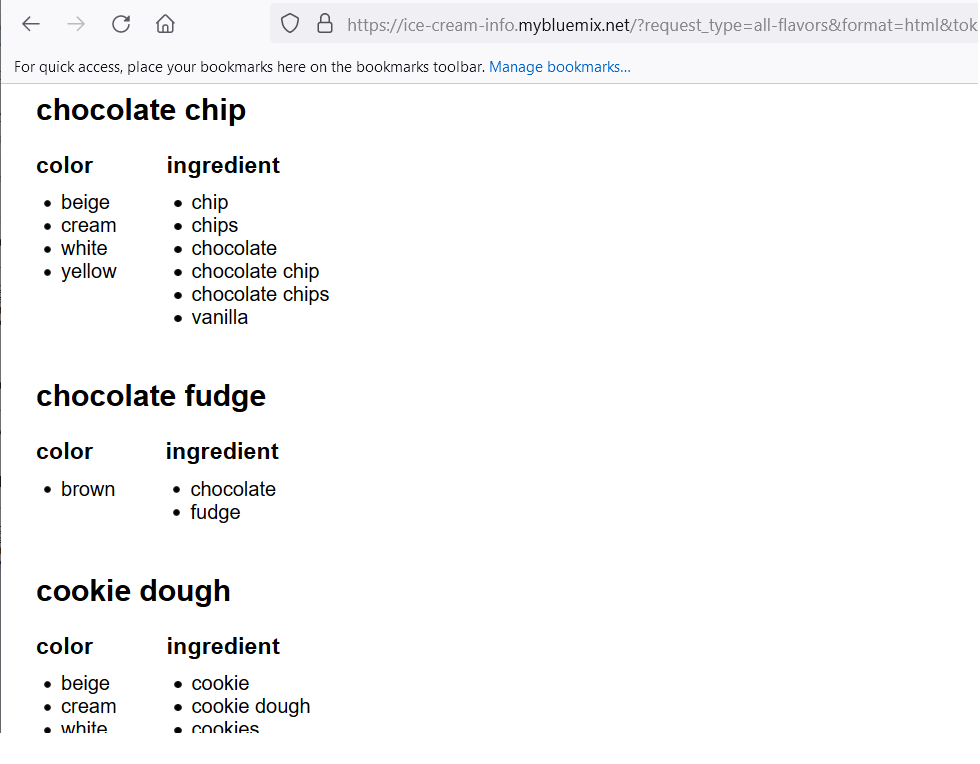 https://ice-cream-info.mybluemix.net/?request_type=all-flavors&format=html&tok
For quick access, place your bookmarks here on the bookmarks toolbar. Manage bookmarks...
chocolate chip
color ingredient
• beige • chip
• cream • chips
• white • chocolate
• yellow • chocolate chip
• chocolate chips
• vanilla
chocolate fudge
color ingredient
• brown • chocolate
• fudge
cookie dough
color ingredient
• beige • cookie
• cream • cookie dough
• white • cookies